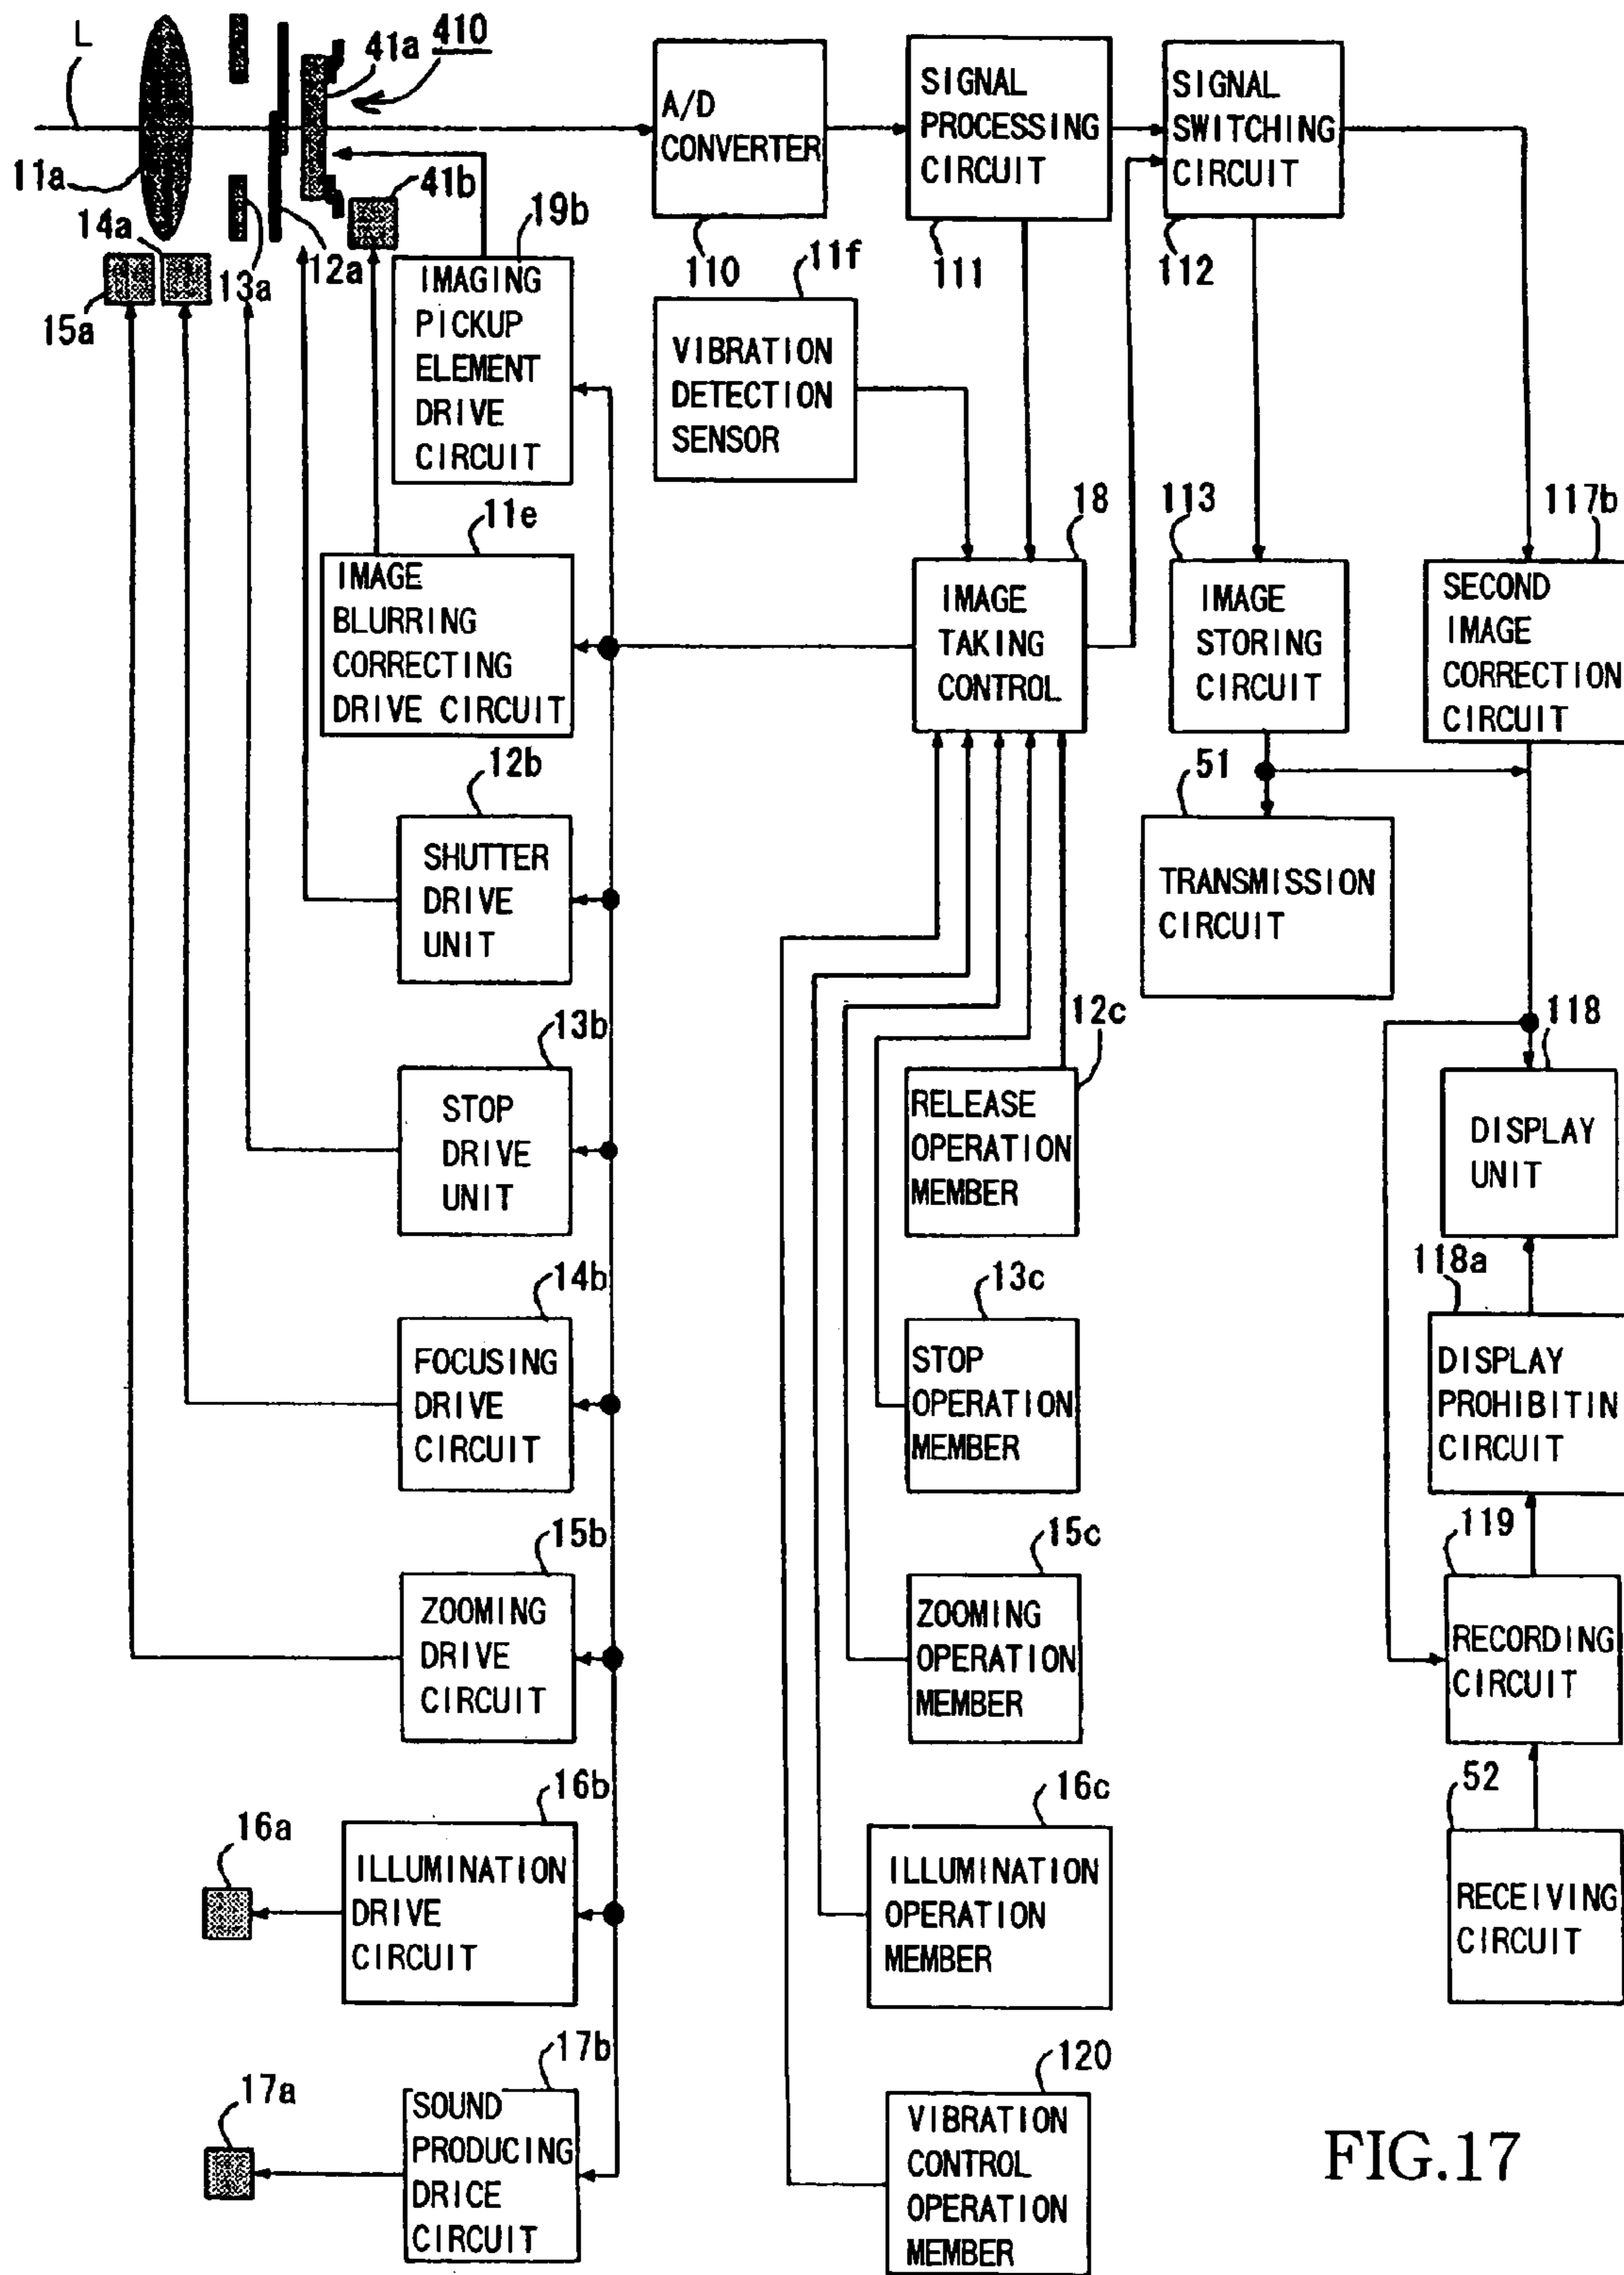 L
11a
13a
12a
41a
410
41b
14a
15a
A/D
CONVERTER
110
SIGNAL
PROCESSING
CIRCUIT
111
SIGNAL
SWITCHING
CIRCUIT
112
19b
IMAGING
PICKUP
ELEMENT
DRIVE
CIRCUIT
11f
VIBRATION
DETECTION
SENSOR
11e
IMAGE
BLURRING
CORRECTING
DRIVE CIRCUIT
18
IMAGE
TAKING
CONTROL
113
IMAGE
STORING
CIRCUIT
117b
SECOND
IMAGE
CORRECTION
CIRCUIT
12b
SHUTTER
DRIVE
UNIT
51
TRANSMISSION
CIRCUIT
13b
STOP
DRIVE
UNIT
12c
RELEASE
OPERATION
MEMBER
118
DISPLAY
UNIT
14b
FOCUSING
DRIVE
CIRCUIT
13c
STOP
OPERATION
MEMBER
118a
DISPLAY
PROHIBITIN
CIRCUIT
15b
ZOOMING
DRIVE
CIRCUIT
15c
ZOOMING
OPERATION
MEMBER
119
RECORDING
CIRCUIT
16a
16b
ILLUMINATION
DRIVE
CIRCUIT
16c
ILLUMINATION
OPERATION
MEMBER
52
RECEIVING
CIRCUIT
17a
17b
SOUND
PRODUCING
DRICE
CIRCUIT
120
VIBRATION
CONTROL
OPERATION
MEMBER
FIG.17